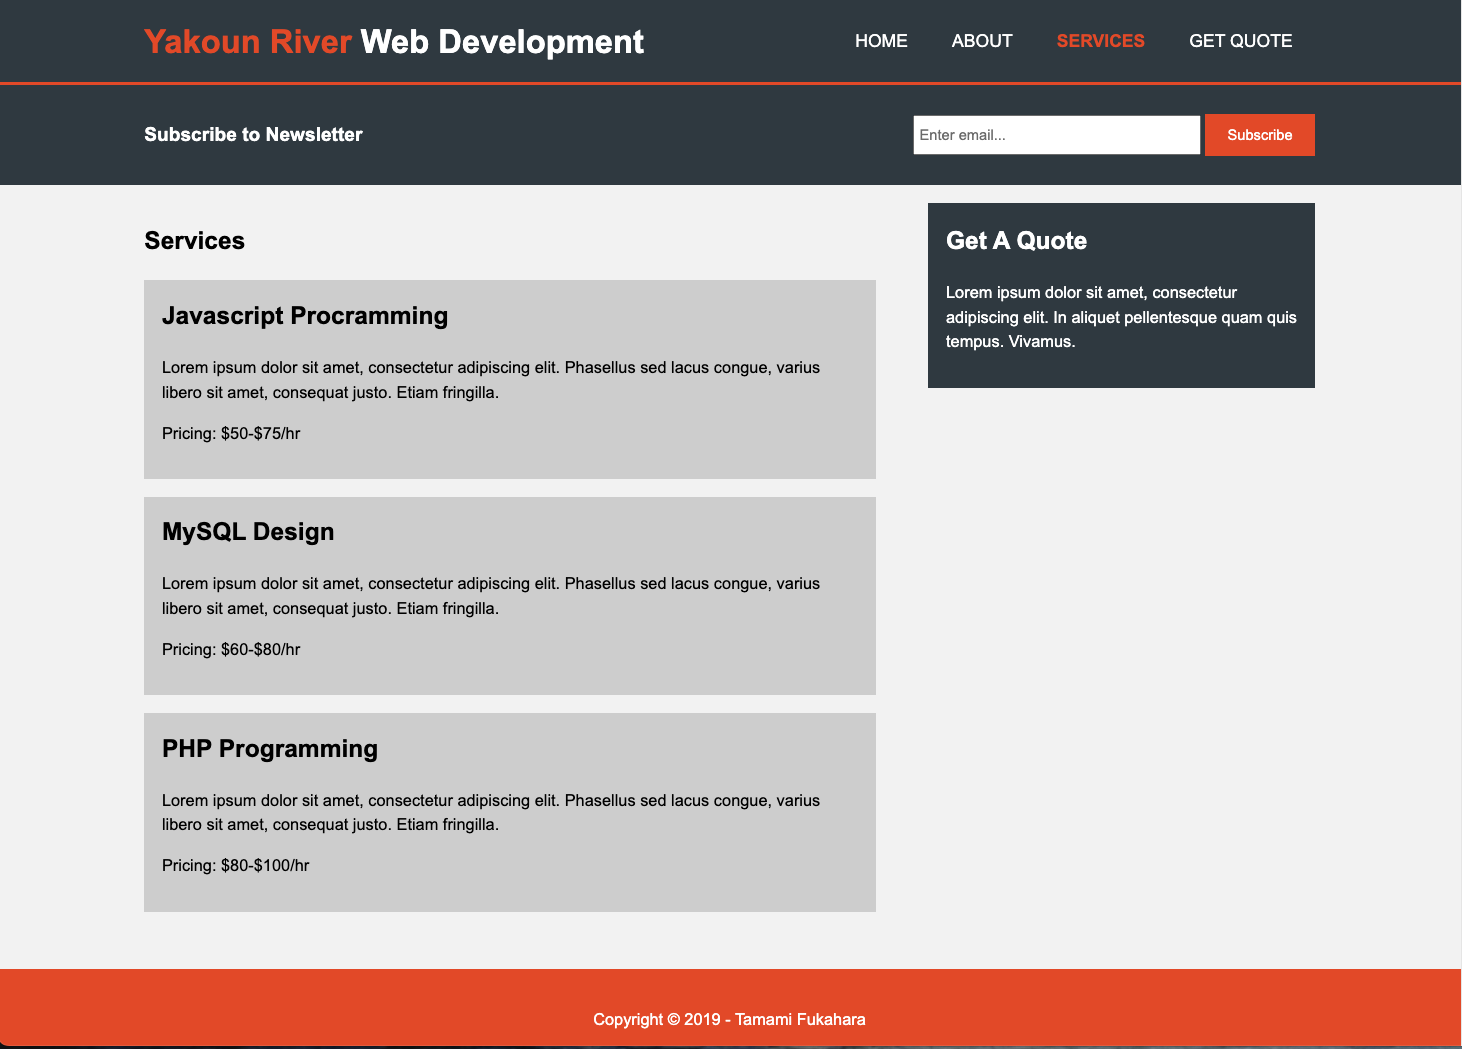 Yakoun River Web Development
HOME ABOUT SERVICES GET QUOTE
Subscribe to Newsletter
Enter email...
Subscribe
Services
Javascript Procramming
Lorem ipsum dolor sit amet, consectetur adipiscing elit. Phasellus sed lacus congue, varius
libero sit amet, consequat justo. Etiam fringilla.
Pricing: $50-$75/hr
MySQL Design
Lorem ipsum dolor sit amet, consectetur adipiscing elit. Phasellus sed lacus congue, varius
libero sit amet, consequat justo. Etiam fringilla.
Pricing: $60-$80/hr
PHP Programming
Lorem ipsum dolor sit amet, consectetur adipiscing elit. Phasellus sed lacus congue, varius
libero sit amet, consequat justo. Etiam fringilla.
Pricing: $80-$100/hr
Get A Quote
Lorem ipsum dolor sit amet, consectetur
adipiscing elit. In aliquet pellentesque quam quis
tempus. Vivamus.
Copyright © 2019 - Tamami Fukahara